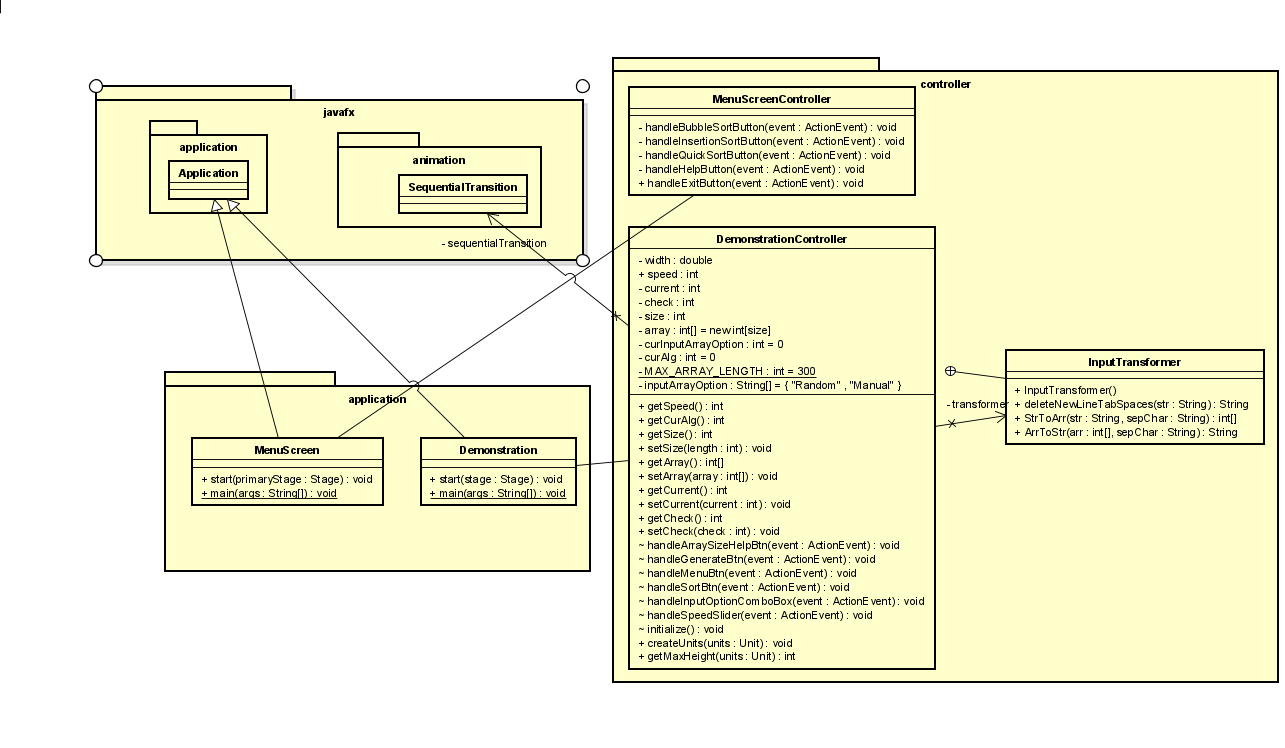 javafx
application
Application
animation
SequentialTransition
- sequentialTransition
controller
MenuScreenController
- handleBubbleSortButton(event : ActionEvent) : void
- handleInsertionSortButton(event : ActionEvent) : void
- handleQuickSortButton(event : ActionEvent) : void
- handleHelpButton(event : ActionEvent) : void
+ handleExitButton(event : ActionEvent) : void
DemonstrationController
- width : double
+ speed : int
- current : int
- check : int
- size : int
- array : int[] = new int[size]
- curInputArrayOption : int = 0
- curAlg : int = 0
- MAX_ARRAY_LENGTH : int = 300
- inputArrayOption : String[] = { "Random" , "Manual" }
+ getSpeed() : int
+ getCurAlg() : int
+ getSize() : int
+ setSize(length : int) : void
+ getArray() : int[]
+ setArray(array : int[]) : void
+ getCurrent() : int
+ setCurrent(current : int) : void
+ getCheck() : int
+ setCheck(check : int) : void
~ handleArraySizeHelpBtn(event : ActionEvent) : void
~ handleGenerateBtn(event : ActionEvent) : void
~ handleMenuBtn(event : ActionEvent) : void
~ handleSortBtn(event : ActionEvent) : void
~ handleInputOptionComboBox(event : ActionEvent) : void
~ handleSpeedSlider(event : ActionEvent) : void
~ initialize() : void
+ createUnits(units : Unit) : void
+ getMaxHeight(units : Unit) : int
InputTransformer
+ InputTransformer()
+ deleteNewLineTabSpaces(str : String) : String
+ StrToArr(str : String, sepChar : String) : int[]
+ ArrToStr(arr : int[], sepChar : String) : String
- transformer
application
MenuScreen
+ start(primaryStage : Stage) : void
+ main(args : String[]) : void
Demonstration
+ start(stage : Stage) : void
+ main(args : String[]) : void